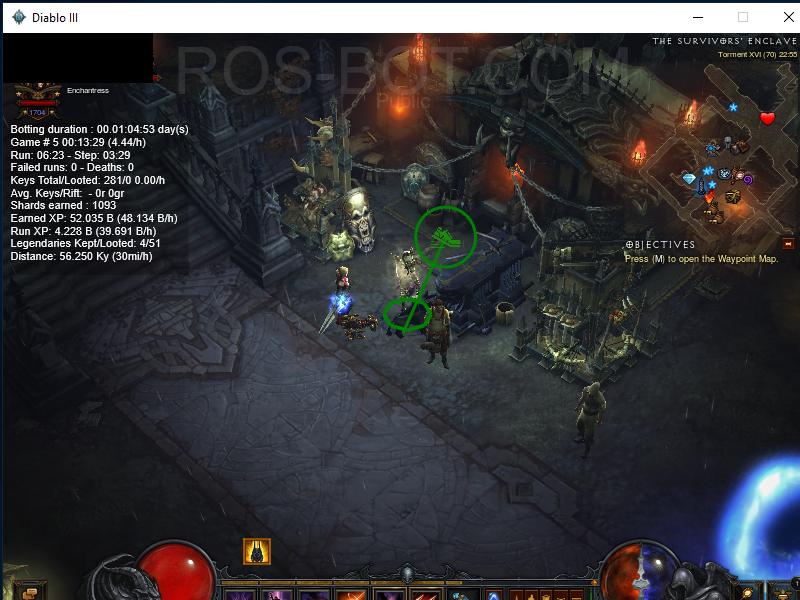 Diablo III
ROS-BOT.COM
Public
THE SURVIVORS' ENCLAVE
Torment XVI (70) 22:55
Enchantress
1704
Botting duration : 00.01:04:53 day(s)
Game # 5 00:13:29 (4.44/h)
Run: 06:23 - Step: 03:29
Failed runs: 0 - Deaths: 0
Keys Total/Looted: 281/0 0.00/h
Avg. Keys/Rift: - 0r 0gr
Shards earned : 1093
Earned XP: 52.035 B (48.134 B/h)
Run XP: 4.228 B (39.691 B/h)
Legendaries Kept/Looted: 4/51
Distance: 56.250 Ky (30mi/h)
OBJECTIVES
Press (M) to open the Waypoint Map.